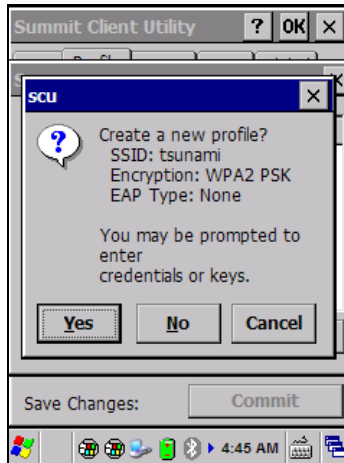 Summit Client Utility ? OK ×
scu ×
Create a new profile?
SSID: tsunami
Encryption: WPA2 PSK
EAP Type: None
You may be prompted to
enter
credentials or keys.
Yes No Cancel
Save Changes: Commit
4:45 AM